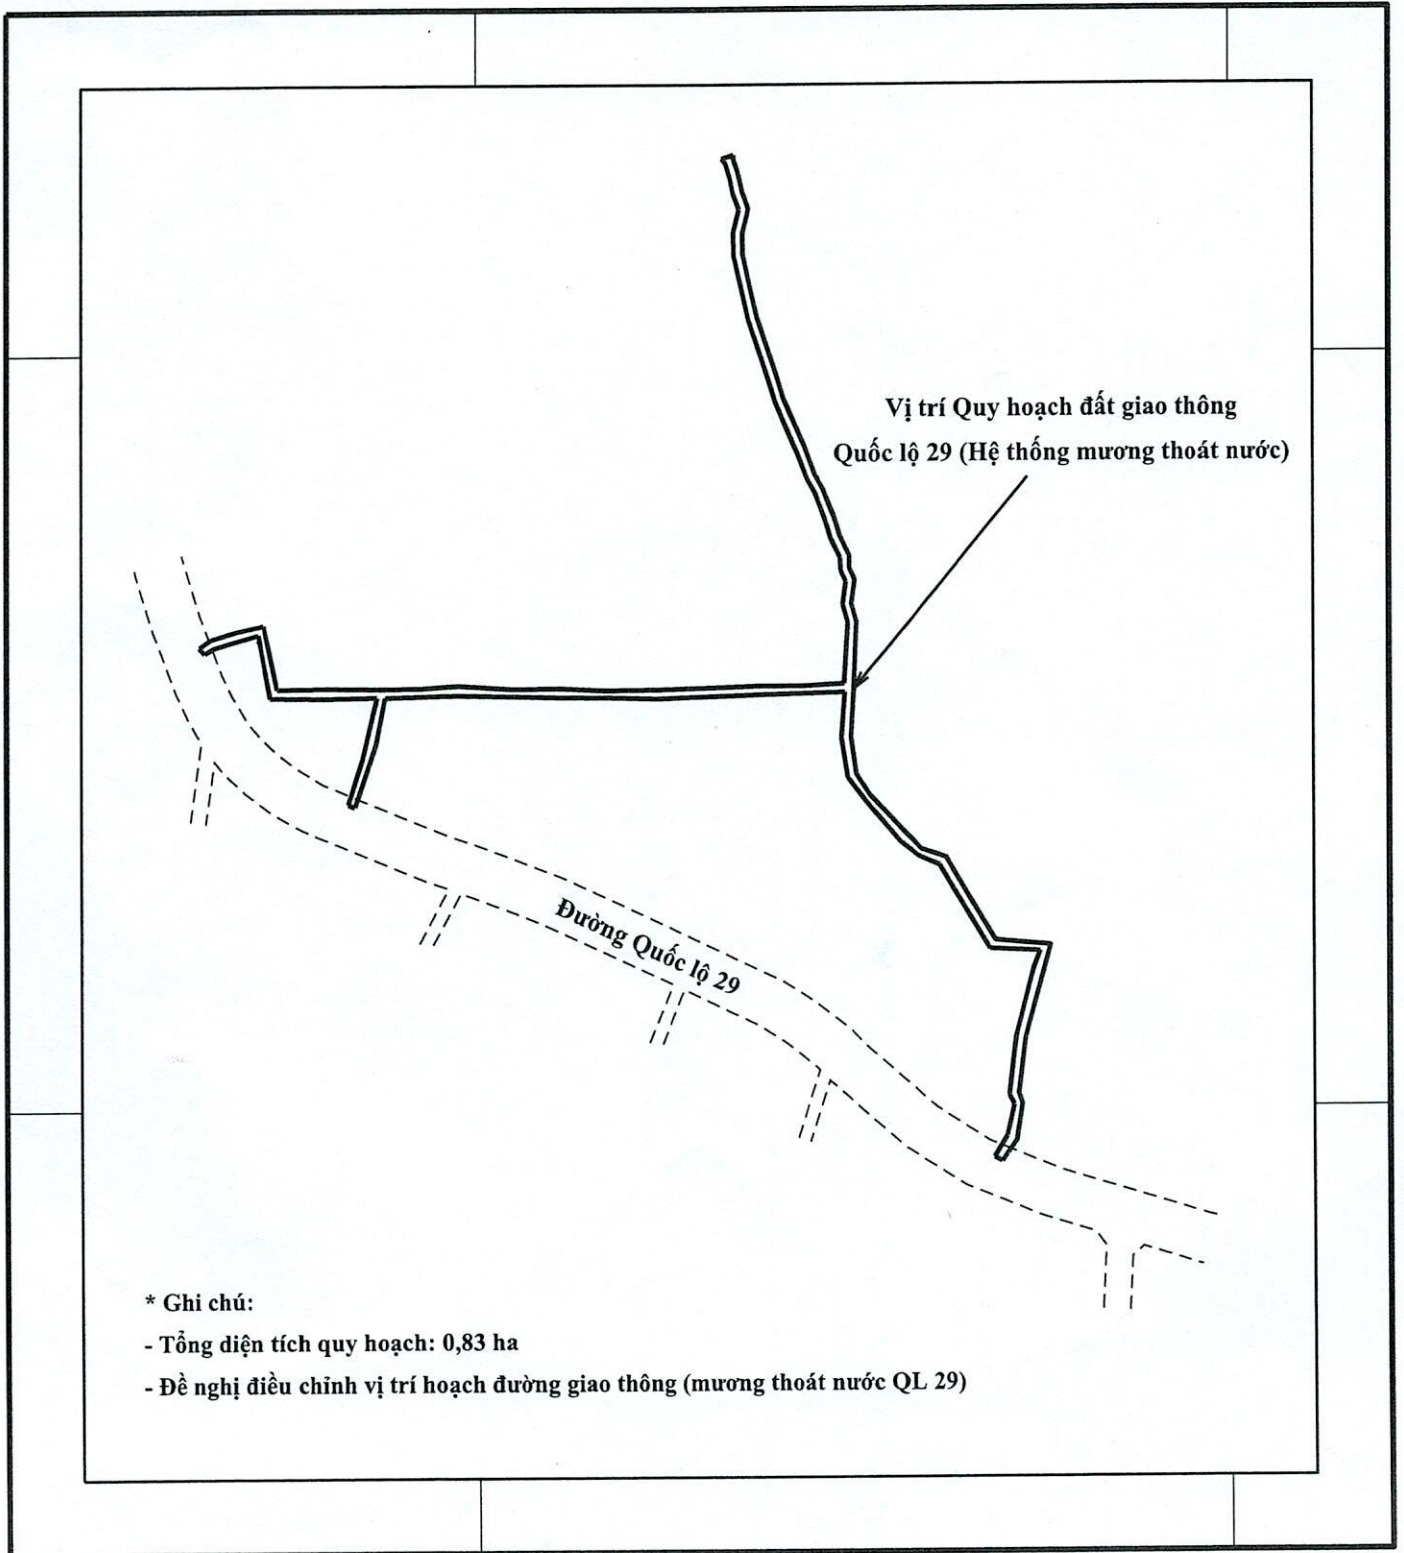 Vị trí Quy hoạch đất giao thông
Quốc lộ 29 (Hệ thống mương thoát nước)
Đường Quốc lộ 29
* Ghi chú:
- Tổng diện tích quy hoạch: 0,83 ha
- Đề nghị điều chỉnh vị trí hoạch đường giao thông (mương thoát nước QL 29)